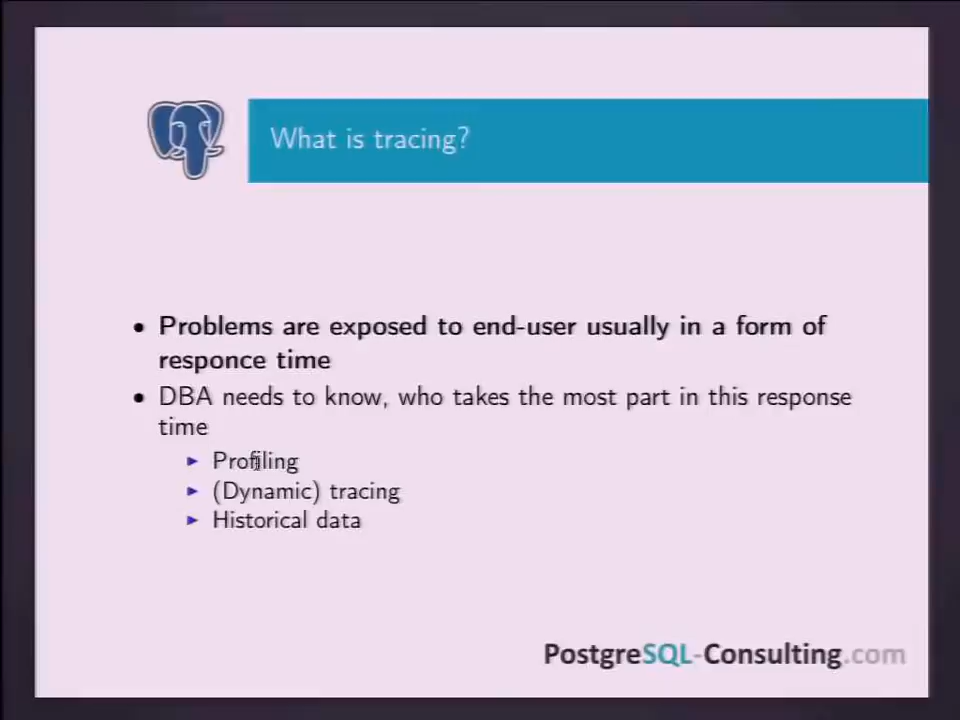 What is tracing?
• Problems are exposed to end-user usually in a form of
responce time
• DBA needs to know, who takes the most part in this response
time
▶ Profiling
▶ (Dynamic) tracing
▶ Historical data
PostgreSQL-Consulting.com